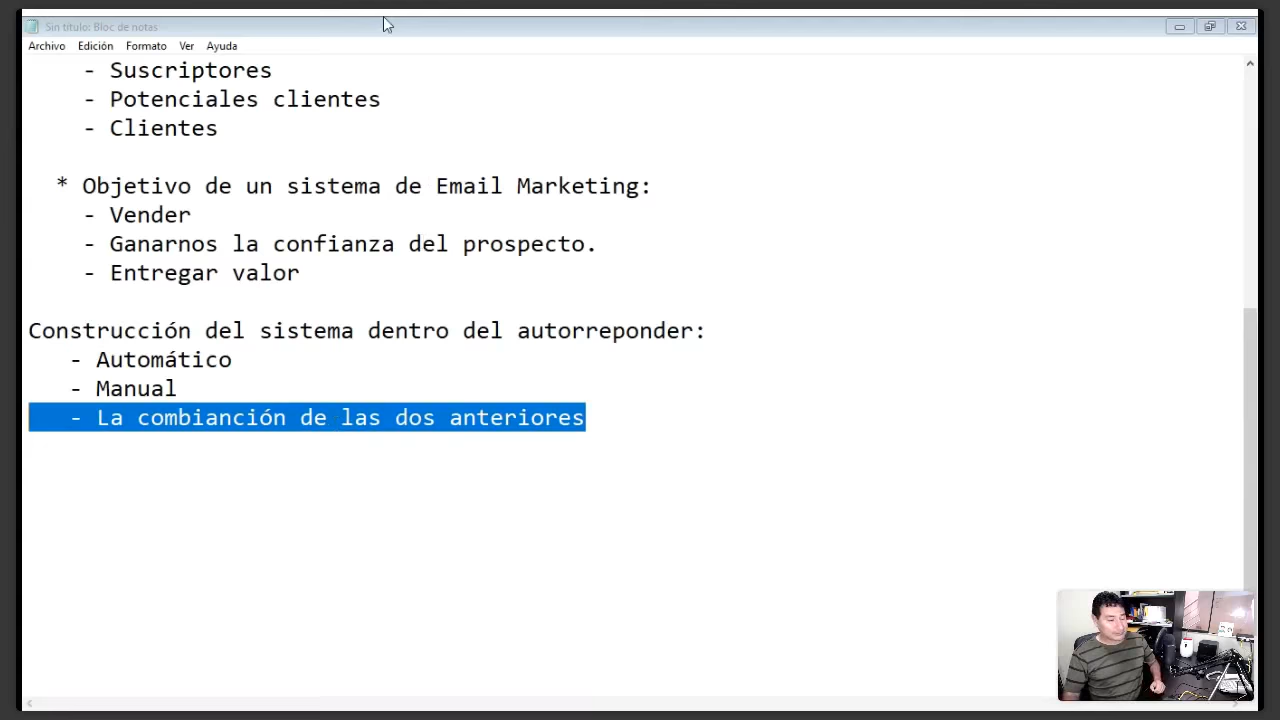 Sin título: Bloc de notas
Archivo Edición Formato Ver Ayuda
- Suscriptores
- Potenciales clientes
- Clientes
* Objetivo de un sistema de Email Marketing:
- Vender
- Ganarnos la confianza del prospecto.
- Entregar valor
Construcción del sistema dentro del autorreponder:
- Automático
- Manual
- La combianción de las dos anteriores